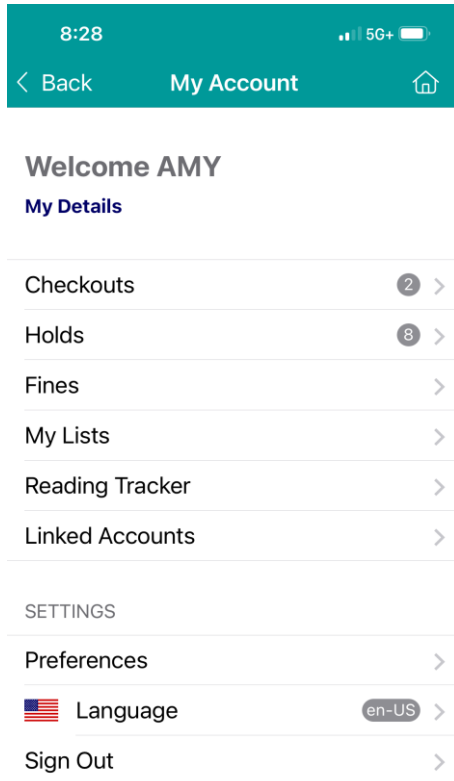 8:28 5G+
Back My Account
Welcome AMY
My Details
Checkouts 2
Holds 8
Fines
My Lists
Reading Tracker
Linked Accounts
SETTINGS
Preferences
Language en-US
Sign Out